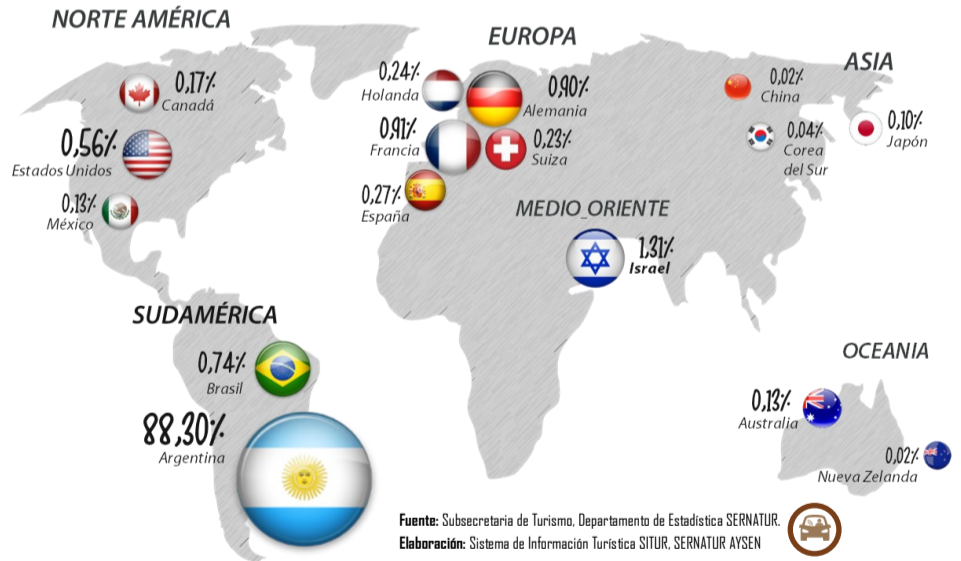 NORTE AMÉRICA
0,17%
Canadá
0,56%
Estados Unidos
0,13%
México
EUROPA
0,24%
Holanda
0,90%
Alemania
0,91%
Francia
0,23%
Suiza
0,27%
España
ASIA
0,02%
China
0,04%
Corea
del Sur
0,10%
Japón
MEDIO_ORIENTE
1,31%
Israel
SUDAMÉRICA
0,74%
Brasil
88,30%
Argentina
OCEANIA
0,13%
Australia
0,02%
Nueva Zelanda
Fuente: Subsecretaria de Turismo, Departamento de Estadística SERNATUR.
Elaboración: Sistema de Información Turística SITUR, SERNATUR AYSEN